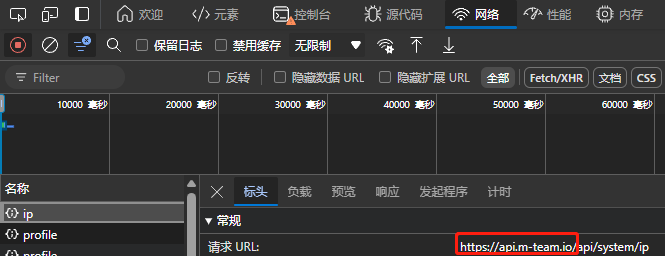 欢迎 元素 控制台 源代码 网络 性能 内存
保留日志 禁用缓存 无限制
Filter 反转 隐藏数据 URL 隐藏扩展 URL 全部 Fetch/XHR 文档 CSS
10000 毫秒 20000 毫秒 30000 毫秒 40000 毫秒 50000 毫秒 60000 毫秒
名称 标头 负载 预览 响应 发起程序 计时
ip 常规
profile 请求 URL: https://api.m-team.io/api/system/ip
profile